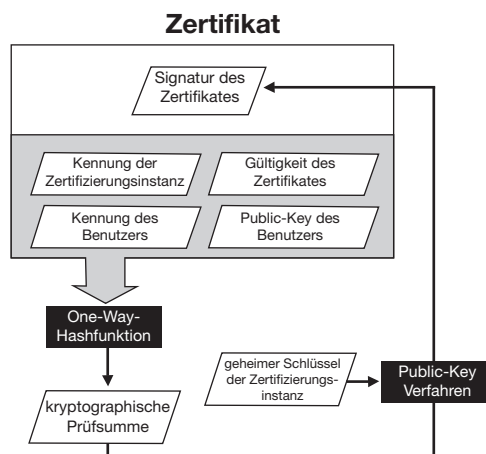 Zertifikat
Signatur des
Zertifikates
Kennung der
Zertifizierungsinstanz
Gültigkeit des
Zertifikates
Kennung des
Benutzers
Public-Key des
Benutzers
One-Way-
Hashfunktion
geheimer Schlüssel
der Zertifizierungs-
instanz
Public-Key
Verfahren
kryptographische
Prüfsumme